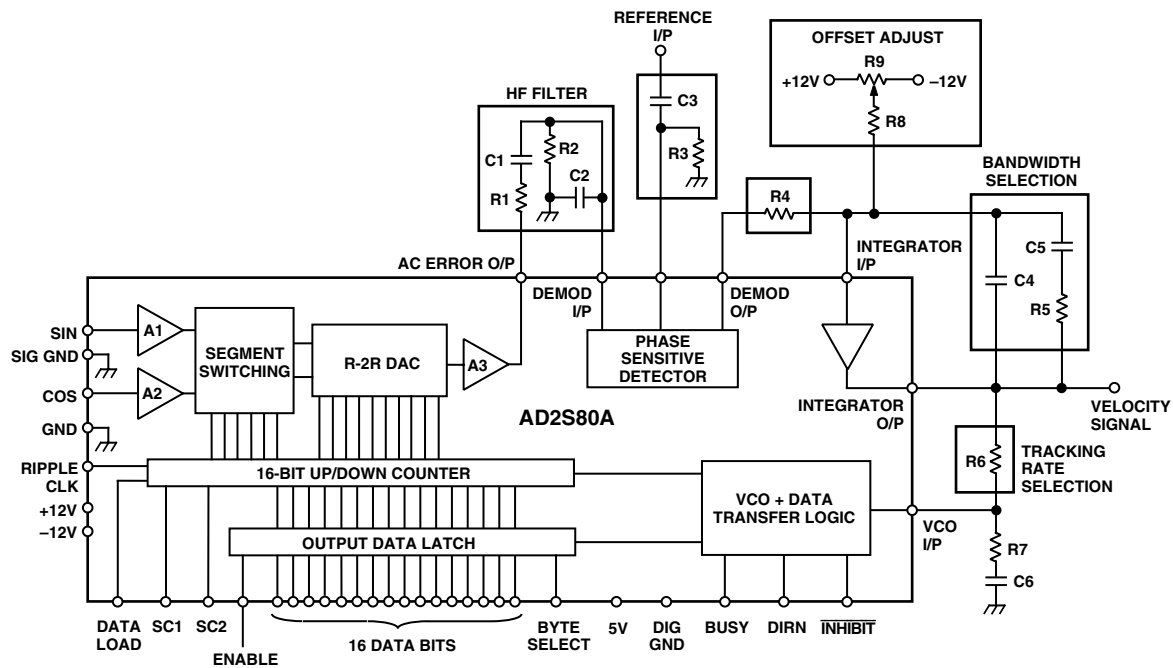 REFERENCE
I/P
OFFSET ADJUST
R9
+12V
–12V
R8
HF FILTER
C1
R2
C2
R1
C3
R3
R4
BANDWIDTH
SELECTION
C5
C4
R5
AC ERROR O/P
DEMOD
I/P
DEMOD
O/P
INTEGRATOR
I/P
SIN
SIG GND
COS
GND
RIPPLE
CLK
+12V
–12V
A1
A2
SEGMENT
SWITCHING
R-2R DAC
A3
PHASE
SENSITIVE
DETECTOR
AD2S80A
INTEGRATOR
O/P
VELOCITY
SIGNAL
R6
TRACKING
RATE
SELECTION
16-BIT UP/DOWN COUNTER
VCO + DATA
TRANSFER LOGIC
OUTPUT DATA LATCH
VCO
I/P
R7
C6
DATA
LOAD
SC1
SC2
ENABLE
16 DATA BITS
BYTE
SELECT
5V
DIG
GND
BUSY
DIRN
INHIBIT